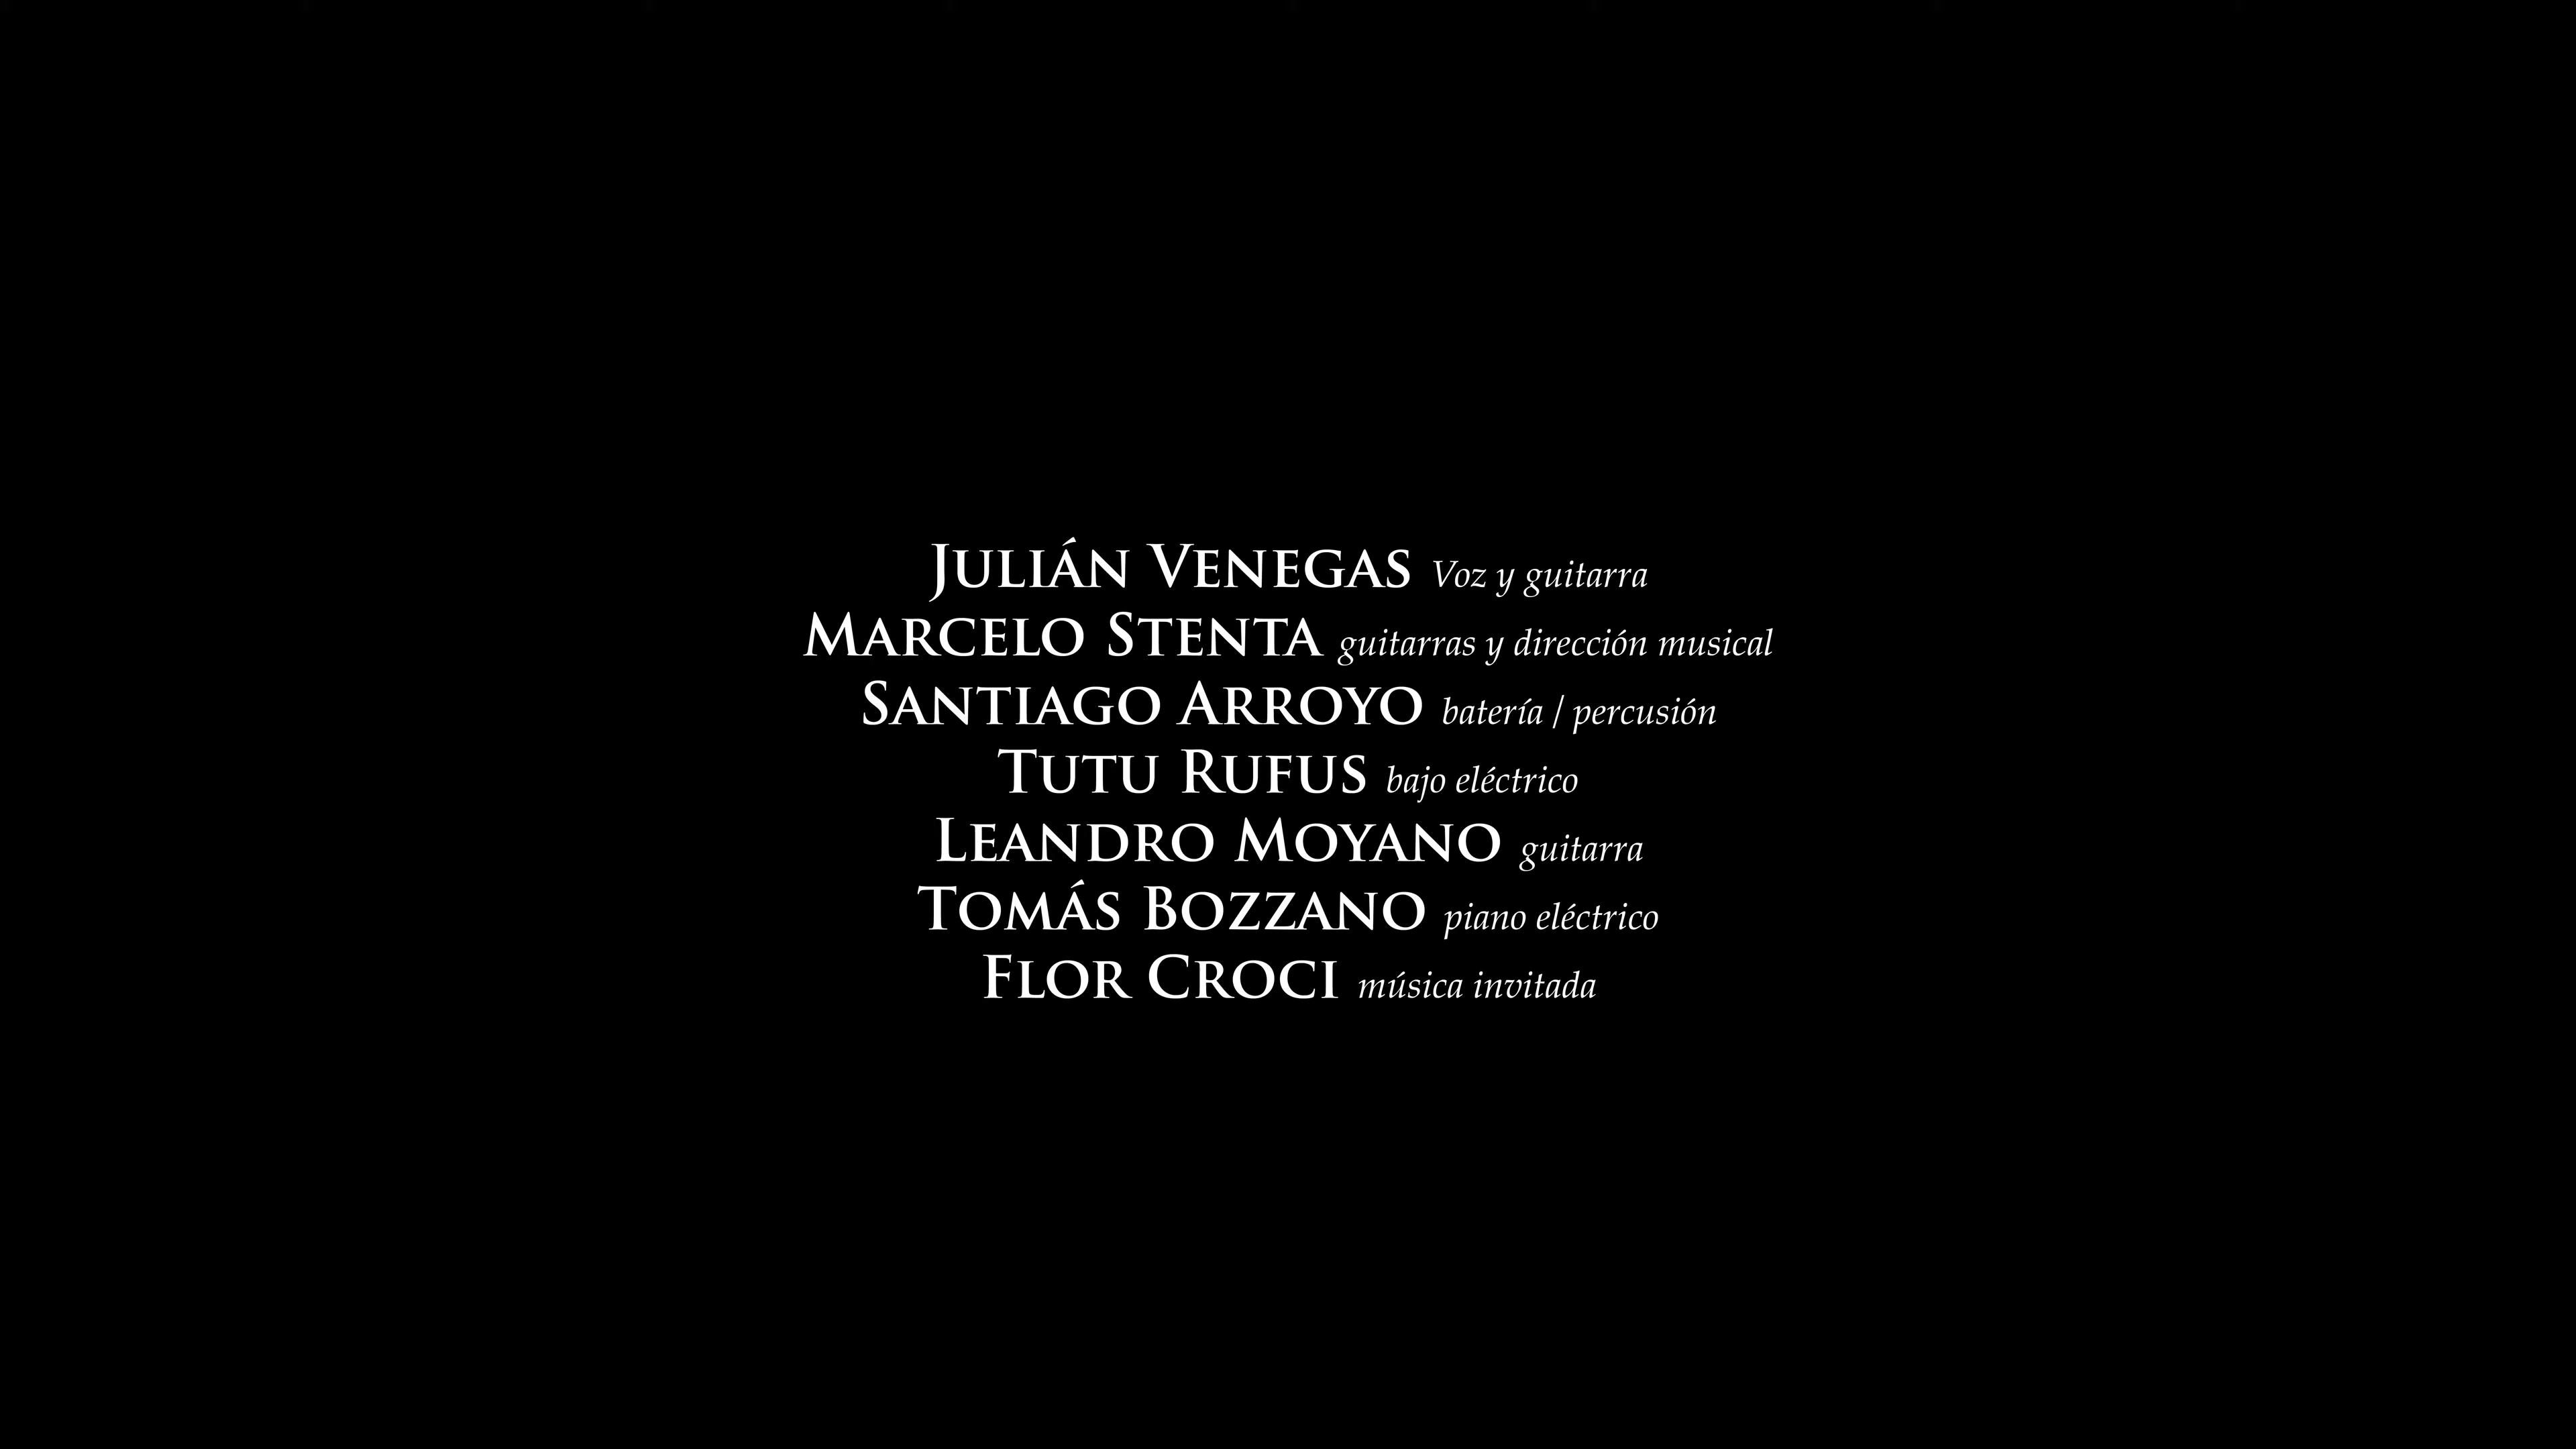 Julián Venegas Voz y guitarra
Marcelo Stenta guitarras y dirección musical
Santiago Arroyo batería / percusión
Tutu Rufus bajo eléctrico
Leandro Moyano guitarra
Tomás Bozzano piano eléctrico
Flor Croci música invitada